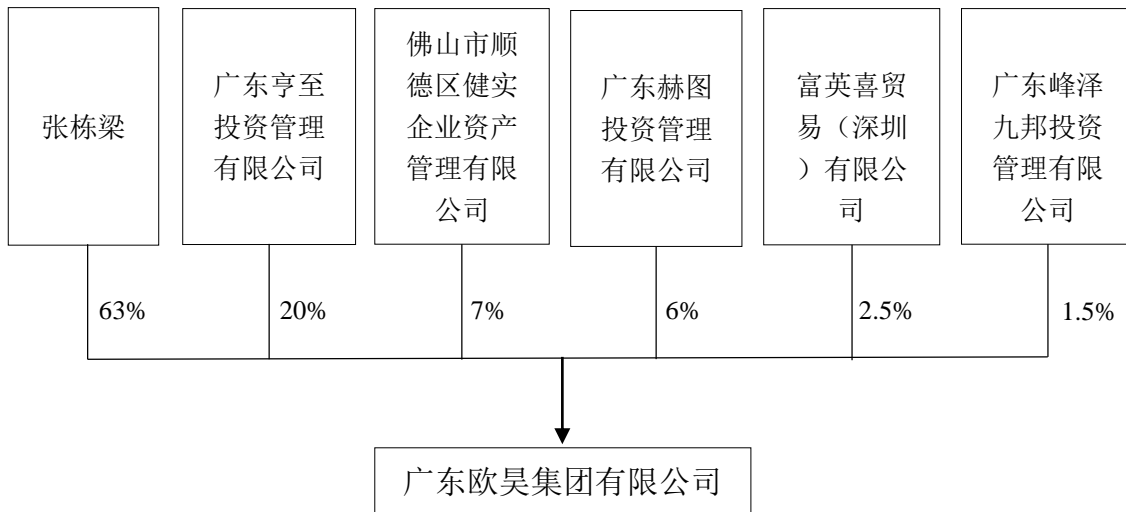 张栋梁
广东亨至
投资管理
有限公司
佛山市顺
德区健实
企业资产
管理有限
公司
广东赫图
投资管理
有限公司
富英喜贸
易（深圳
）有限公
司
广东峰泽
九邦投资
管理有限
公司
63%
20%
7%
6%
2.5%
1.5%
广东欧昊集团有限公司